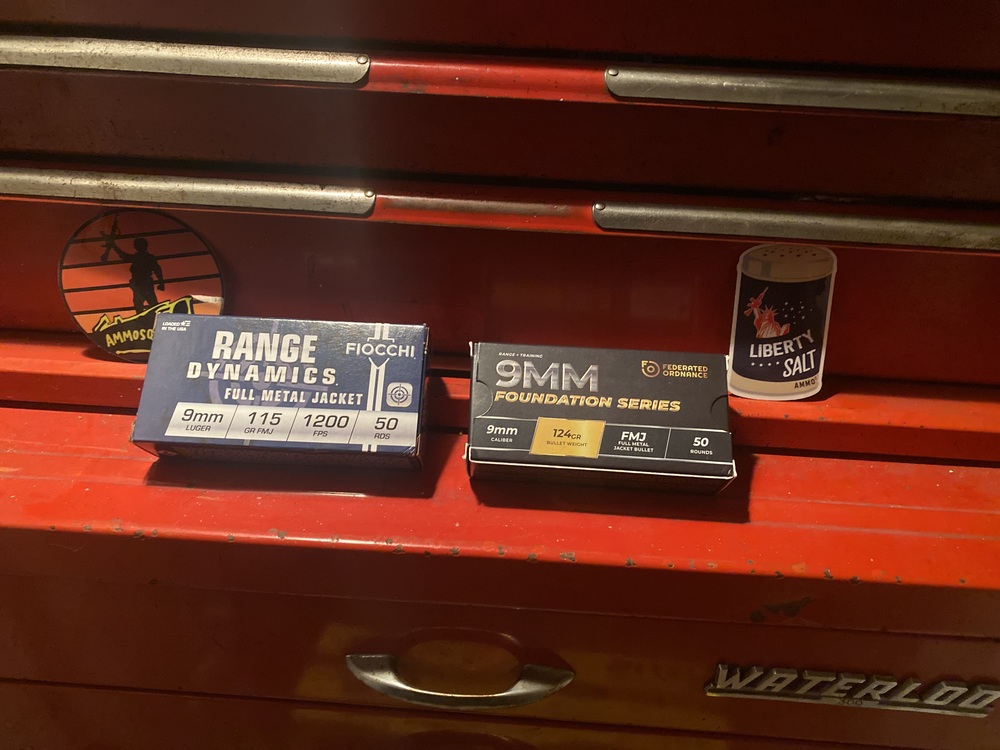 AMMOSQ
LOADED
IN THE USA
RANGE
DYNAMICS
FIOCCHI
FULL METAL JACKET
9mm
LUGER
115
GR FMJ
1200
FPS
50
RDS
RANGE + TRAINING
9MM
FOUNDATION SERIES
FEDERATED
ORDNANCE
9mm
CALIBER
124GR
BULLET WEIGHT
FMJ
FULL METAL
JACKET BULLET
50
ROUNDS
LIBERTY
SALT
AMMO
WATERLOO